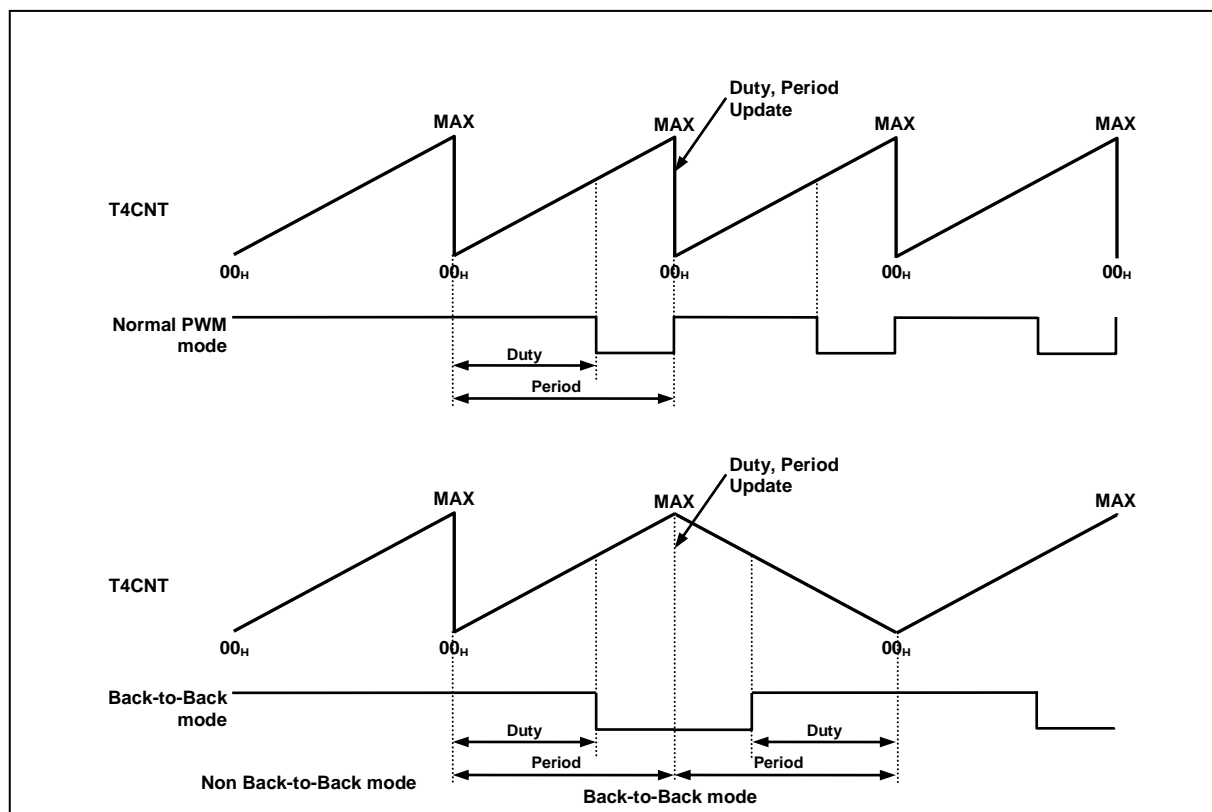 Duty, Period
Update
MAX
MAX
MAX
MAX
T4CNT
00H
00H
00H
00H
00H
Normal PWM
mode
Duty
Period
Duty, Period
Update
MAX
MAX
MAX
T4CNT
00H
00H
00H
Back-to-Back
mode
Duty
Duty
Period
Period
Non Back-to-Back mode
Back-to-Back mode